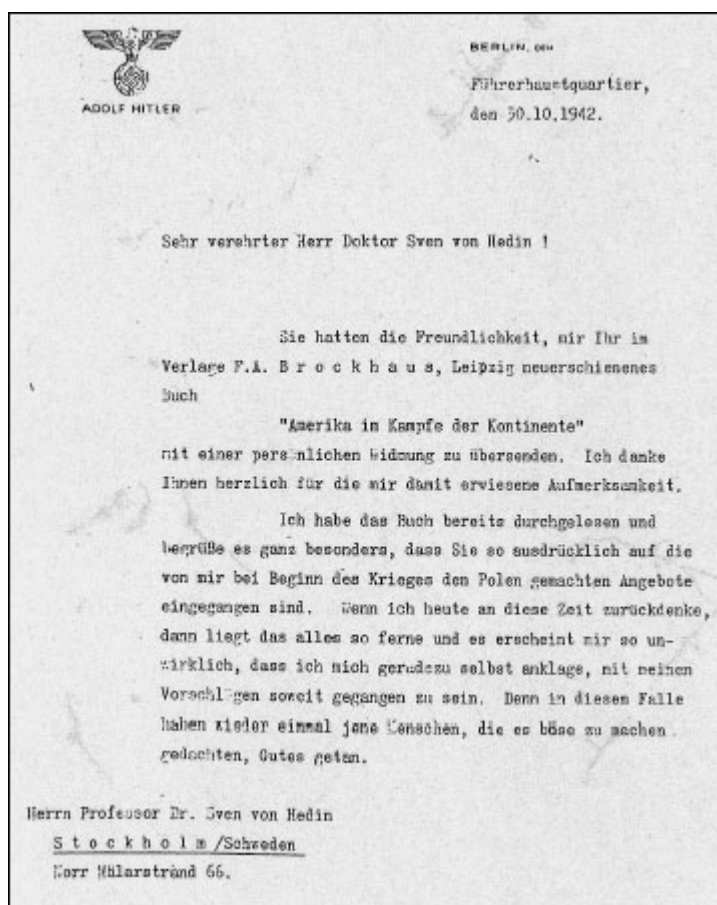 ADOLF HITLER
BERLIN, DEN
Führerhauptquartier,
den 30.10.1942.
Sehr verehrter Herr Doktor Sven von Hedin !
Sie hatten die Freundlichkeit, mir Ihr im
Verlage F.A. B r o c k h a u s, Leipzig neuerschienenes
Buch
"Amerika im Kampfe der Kontinente"
mit einer persönlichen Widmung zu übersenden. Ich danke
Ihnen herzlich für die mir damit erwiesene Aufmerksamkeit.
Ich habe das Buch bereits durchgelesen und
begrüße es ganz besonders, dass Sie so ausdrücklich auf die
von mir bei Beginn des Krieges den Polen gemachten Angebote
eingegangen sind. Wenn ich heute an diese Zeit zurückdenke,
dann liegt das alles so ferne und es erscheint mir so un-
wirklich, dass ich mich geradezu selbst anklage, mit meinen
Vorschlägen soweit gegangen zu sein. Denn in diesem Falle
haben wieder einmal jene Menschen, die es böse zu machen
gedachten, Gutes getan.
Herrn Professor Dr. Sven von Hedin
S t o c k h o l m /Schweden
Norr Mälarstrand 66.